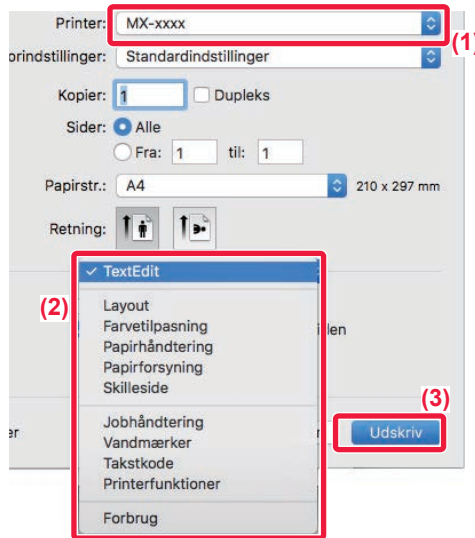 Printer: MX-xxxx
(1)
orindstillinger: Standardindstillinger
Kopier: 1 Dupleks
Sider: Alle
Fra: 1 til: 1
Papirstr.: A4 210 x 297 mm
Retning:
✓ TextEdit
(2)
Layout
Farvetilpasning
Papirhåndtering
Papirforsyning
Skilleside
Jobhåndtering
Vandmærker
Takstkode
Printerfunktioner
Forbrug
(3)
er Udskriv